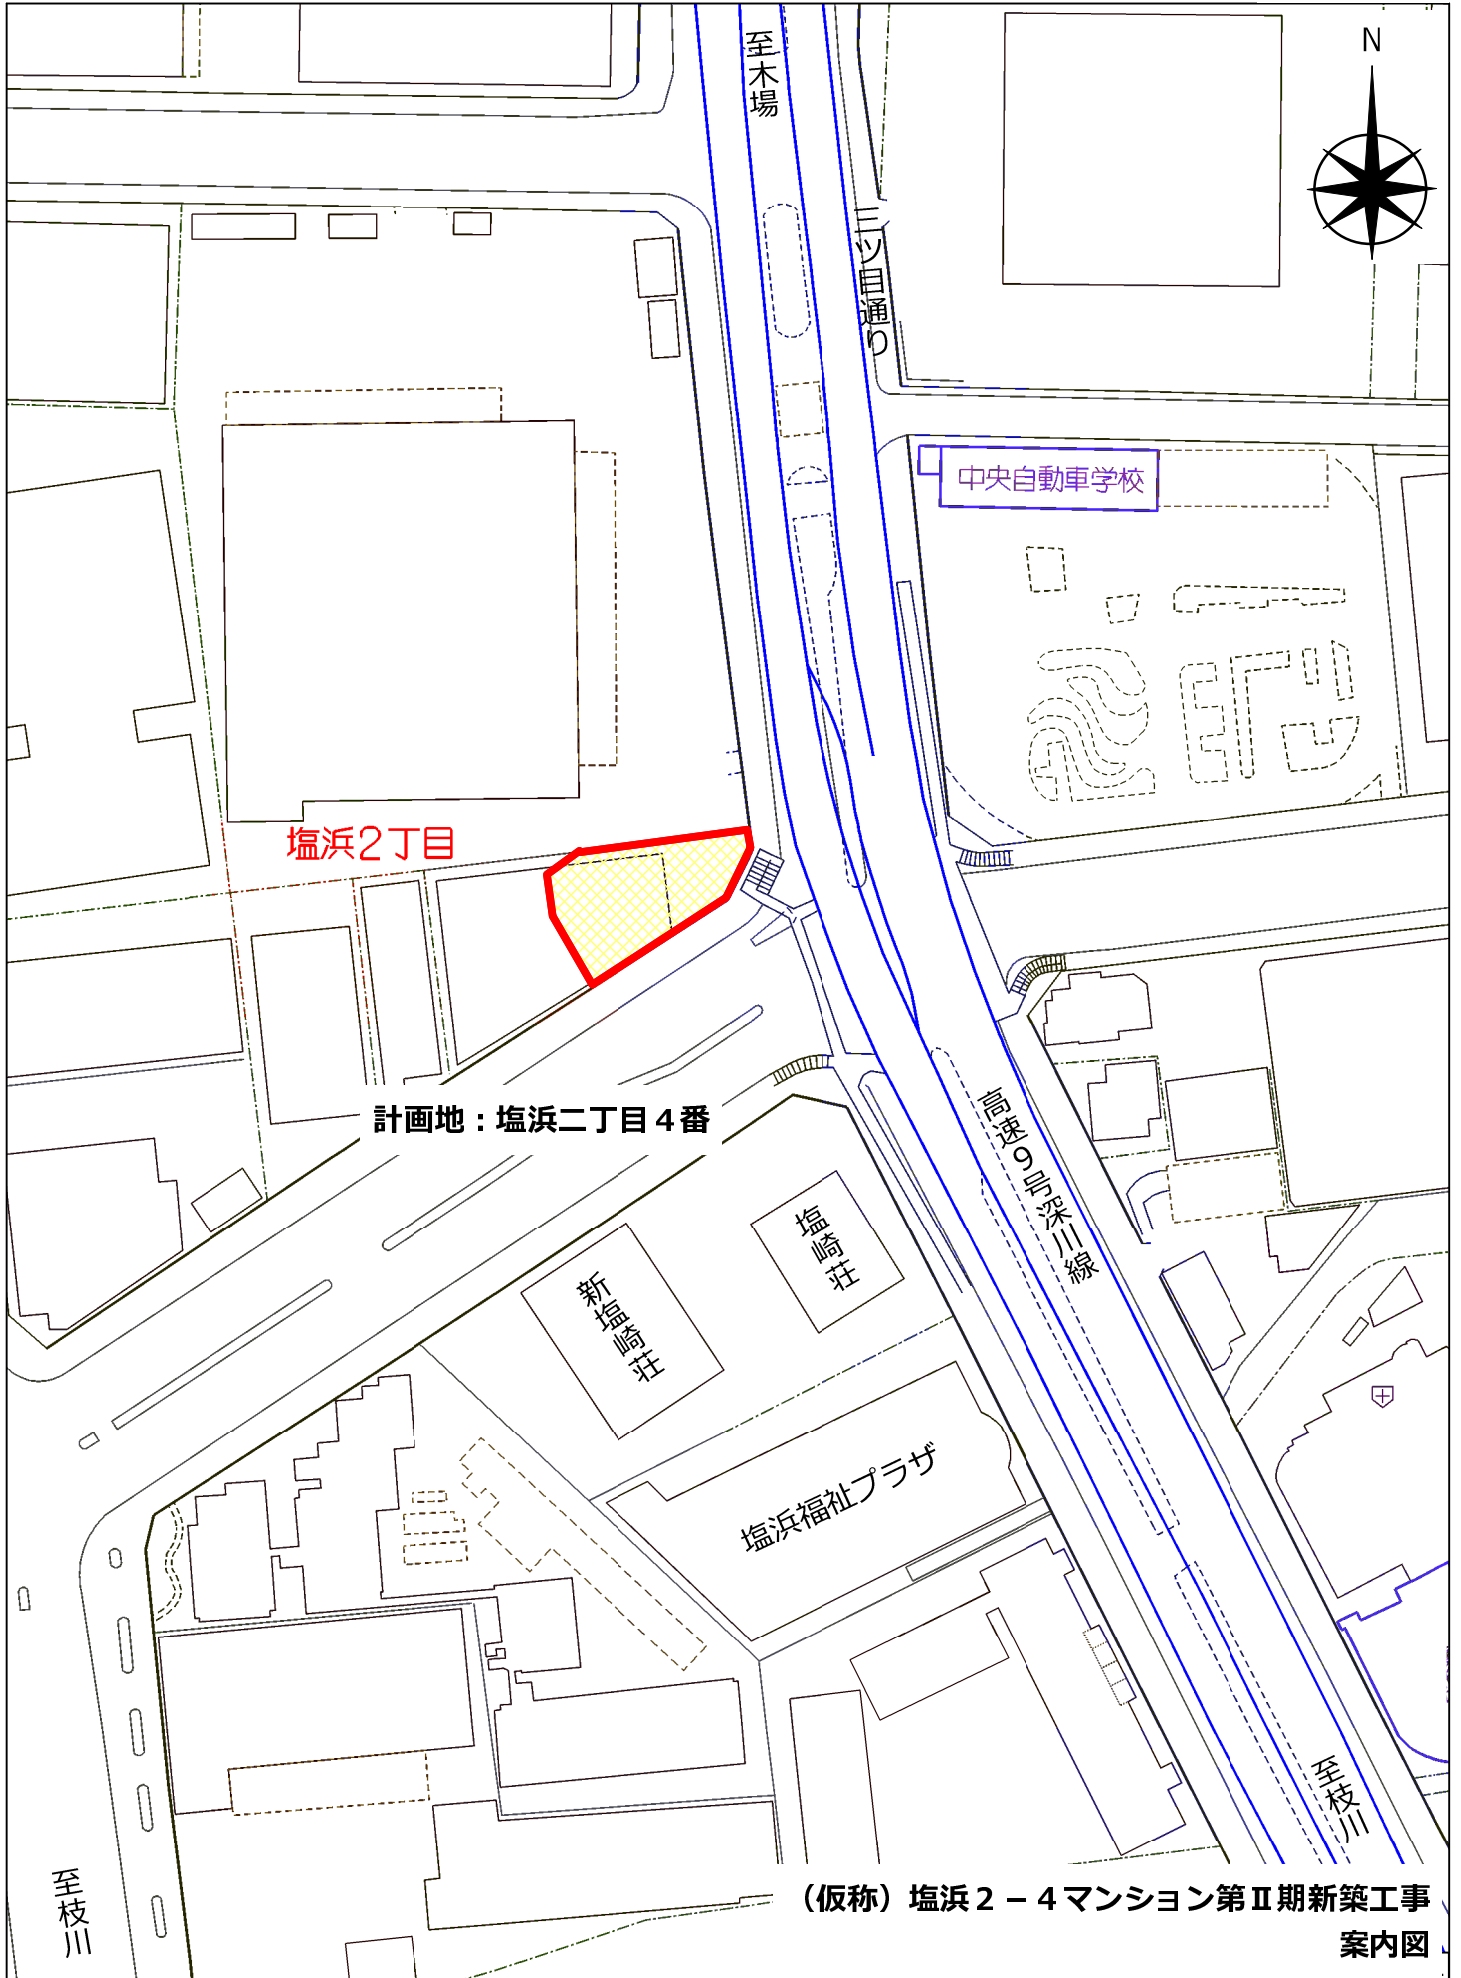 至木場
N
三ツ目通り
中央自動車学校
塩浜２丁目
計画地：塩浜二丁目４番
高速９号深川線
塩崎荘
新塩崎荘
塩浜福祉プラザ
至枝川
至枝川
（仮称）塩浜２－４マンション第Ⅱ期新築工事
案内図